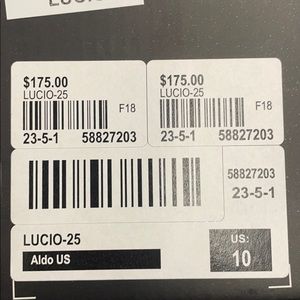 $175.00
LUCIO-25
F18
23-5-1 58827203
$175.00
LUCIO-25
F18
23-5-1 58827203
58827203
23-5-1
LUCIO-25
Aldo US
US:
10